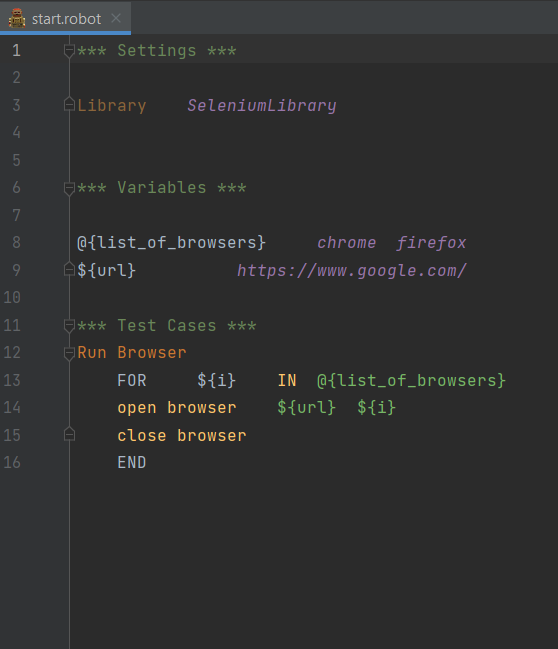 start.robot
1 *** Settings ***
2
3 Library    SeleniumLibrary
4
5
6 *** Variables ***
7
8 @{list_of_browsers}     chrome  firefox
9 ${url}          https://www.google.com/
10
11 *** Test Cases ***
12 Run Browser
13     FOR     ${i}    IN  @{list_of_browsers}
14     open browser    ${url}  ${i}
15     close browser
16     END